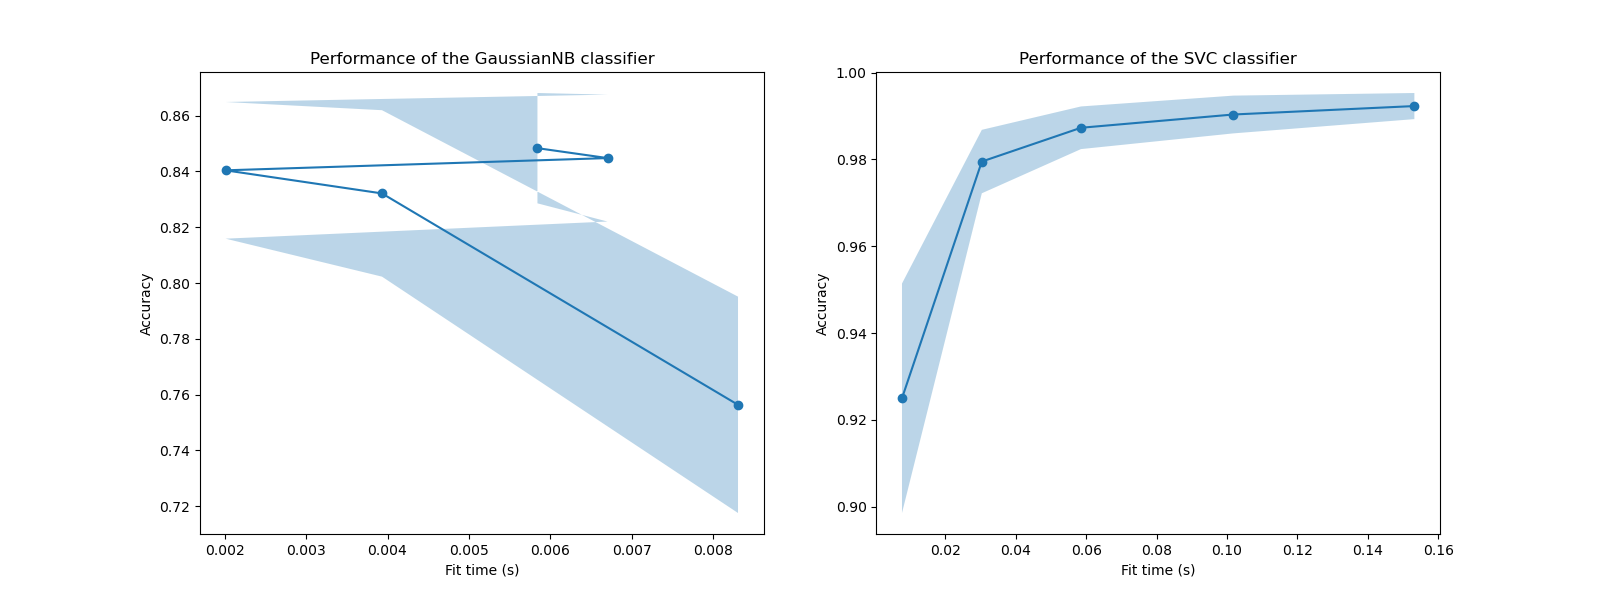 Performance of the GaussianNB classifier
Accuracy
0.86
0.84
0.82
0.80
0.78
0.76
0.74
0.72
0.002 0.003 0.004 0.005 0.006 0.007 0.008
Fit time (s)
Performance of the SVC classifier
Accuracy
1.00
0.98
0.96
0.94
0.92
0.90
0.02 0.04 0.06 0.08 0.10 0.12 0.14 0.16
Fit time (s)